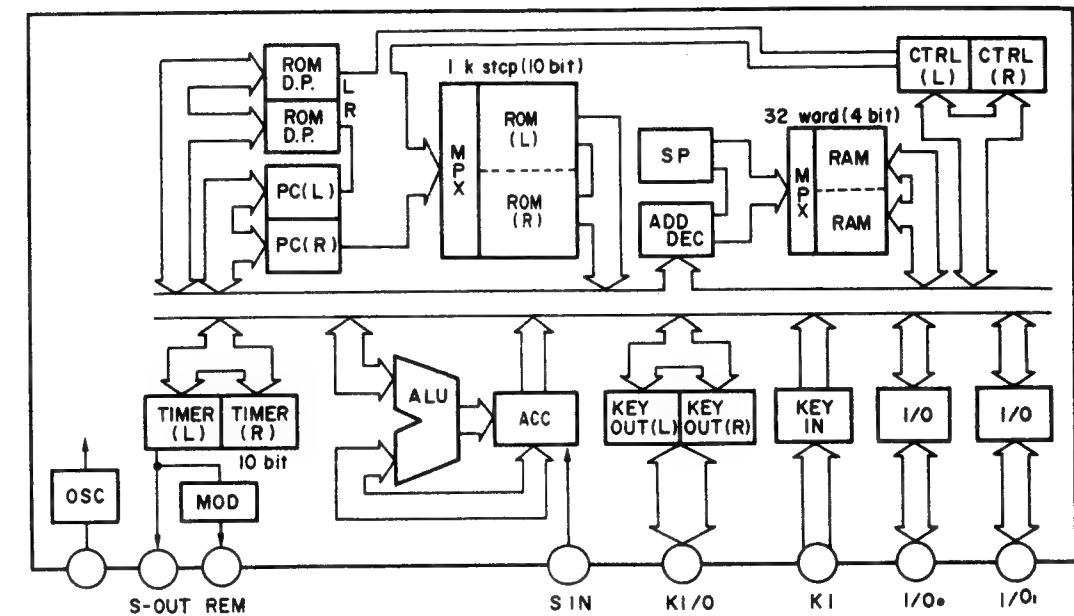 ROM
D.P.
ROM
D.P.
L
R
PC(L)
PC(R)
1 k stcp(10 bit)
MPX
ROM
(L)
ROM
(R)
SP
ADD
DEC
32 word(4 bit)
MPX
RAM
RAM
CTRL
(L)
CTRL
(R)
TIMER
(L)
TIMER
(R)
10 bit
OSC
MOD
ALU
ACC
KEY
OUT(L)
KEY
OUT(R)
KEY
IN
I/O
I/O
S-OUT
REM
SIN
KI/O
KI
I/O₀
I/O₁